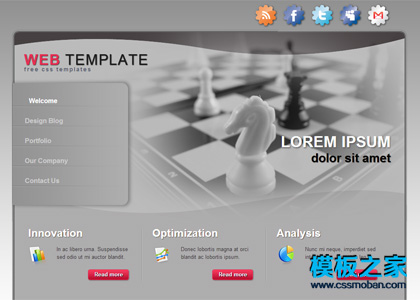 WEB TEMPLATE
free css templates
Welcome
Design Blog
Portfolio
Our Company
Contact Us
LOREM IPSUM
dolor sit amet
Innovation
In ac libero urna. Suspendisse
sed odio ut mi auctor blandit.
Read more
Optimization
Donec lobortis magna at orci
blandit ac lobortis ipsum.
Read more
Analysis
Nunc mi neque, imperdiet sed
模板之家
www.cssmoban.com